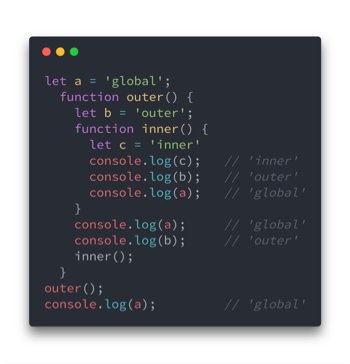 let a = 'global';
  function outer() {
    let b = 'outer';
    function inner() {
      let c = 'inner'
      console.log(c);   // 'inner'
      console.log(b);   // 'outer'
      console.log(a);   // 'global'
    }
    console.log(a);     // 'global'
    console.log(b);     // 'outer'
    inner();
  }
outer();
console.log(a);         // 'global'